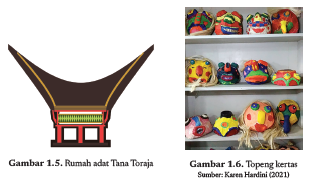 Gambar 1.5. Rumah adat Tana Toraja
Gambar 1.6. Topeng kertas
Sumber: Karen Hardini (2021)